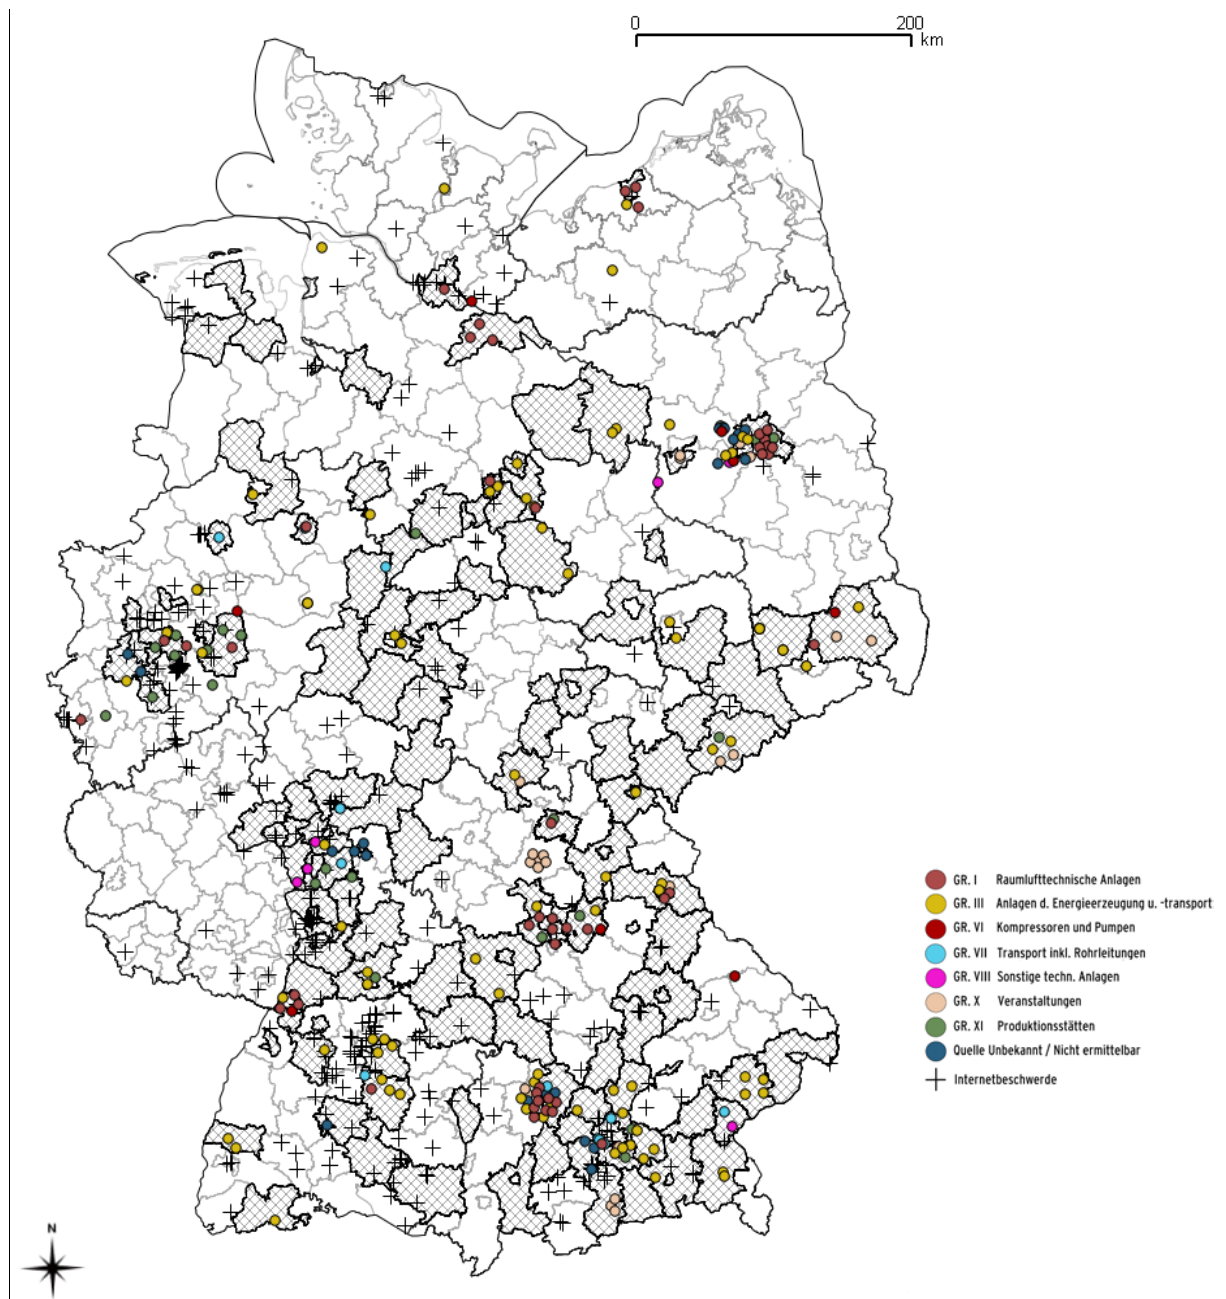 0 200
km
GR. I Raumlufttechnische Anlagen
GR. III Anlagen d. Energieerzeugung u. -transport
GR. VI Kompressoren und Pumpen
GR. VII Transport inkl. Rohrleitungen
GR. VIII Sonstige techn. Anlagen
GR. X Veranstaltungen
GR. XI Produktionsstätten
Quelle Unbekannt / Nicht ermittelbar
Internetbeschwerde
N